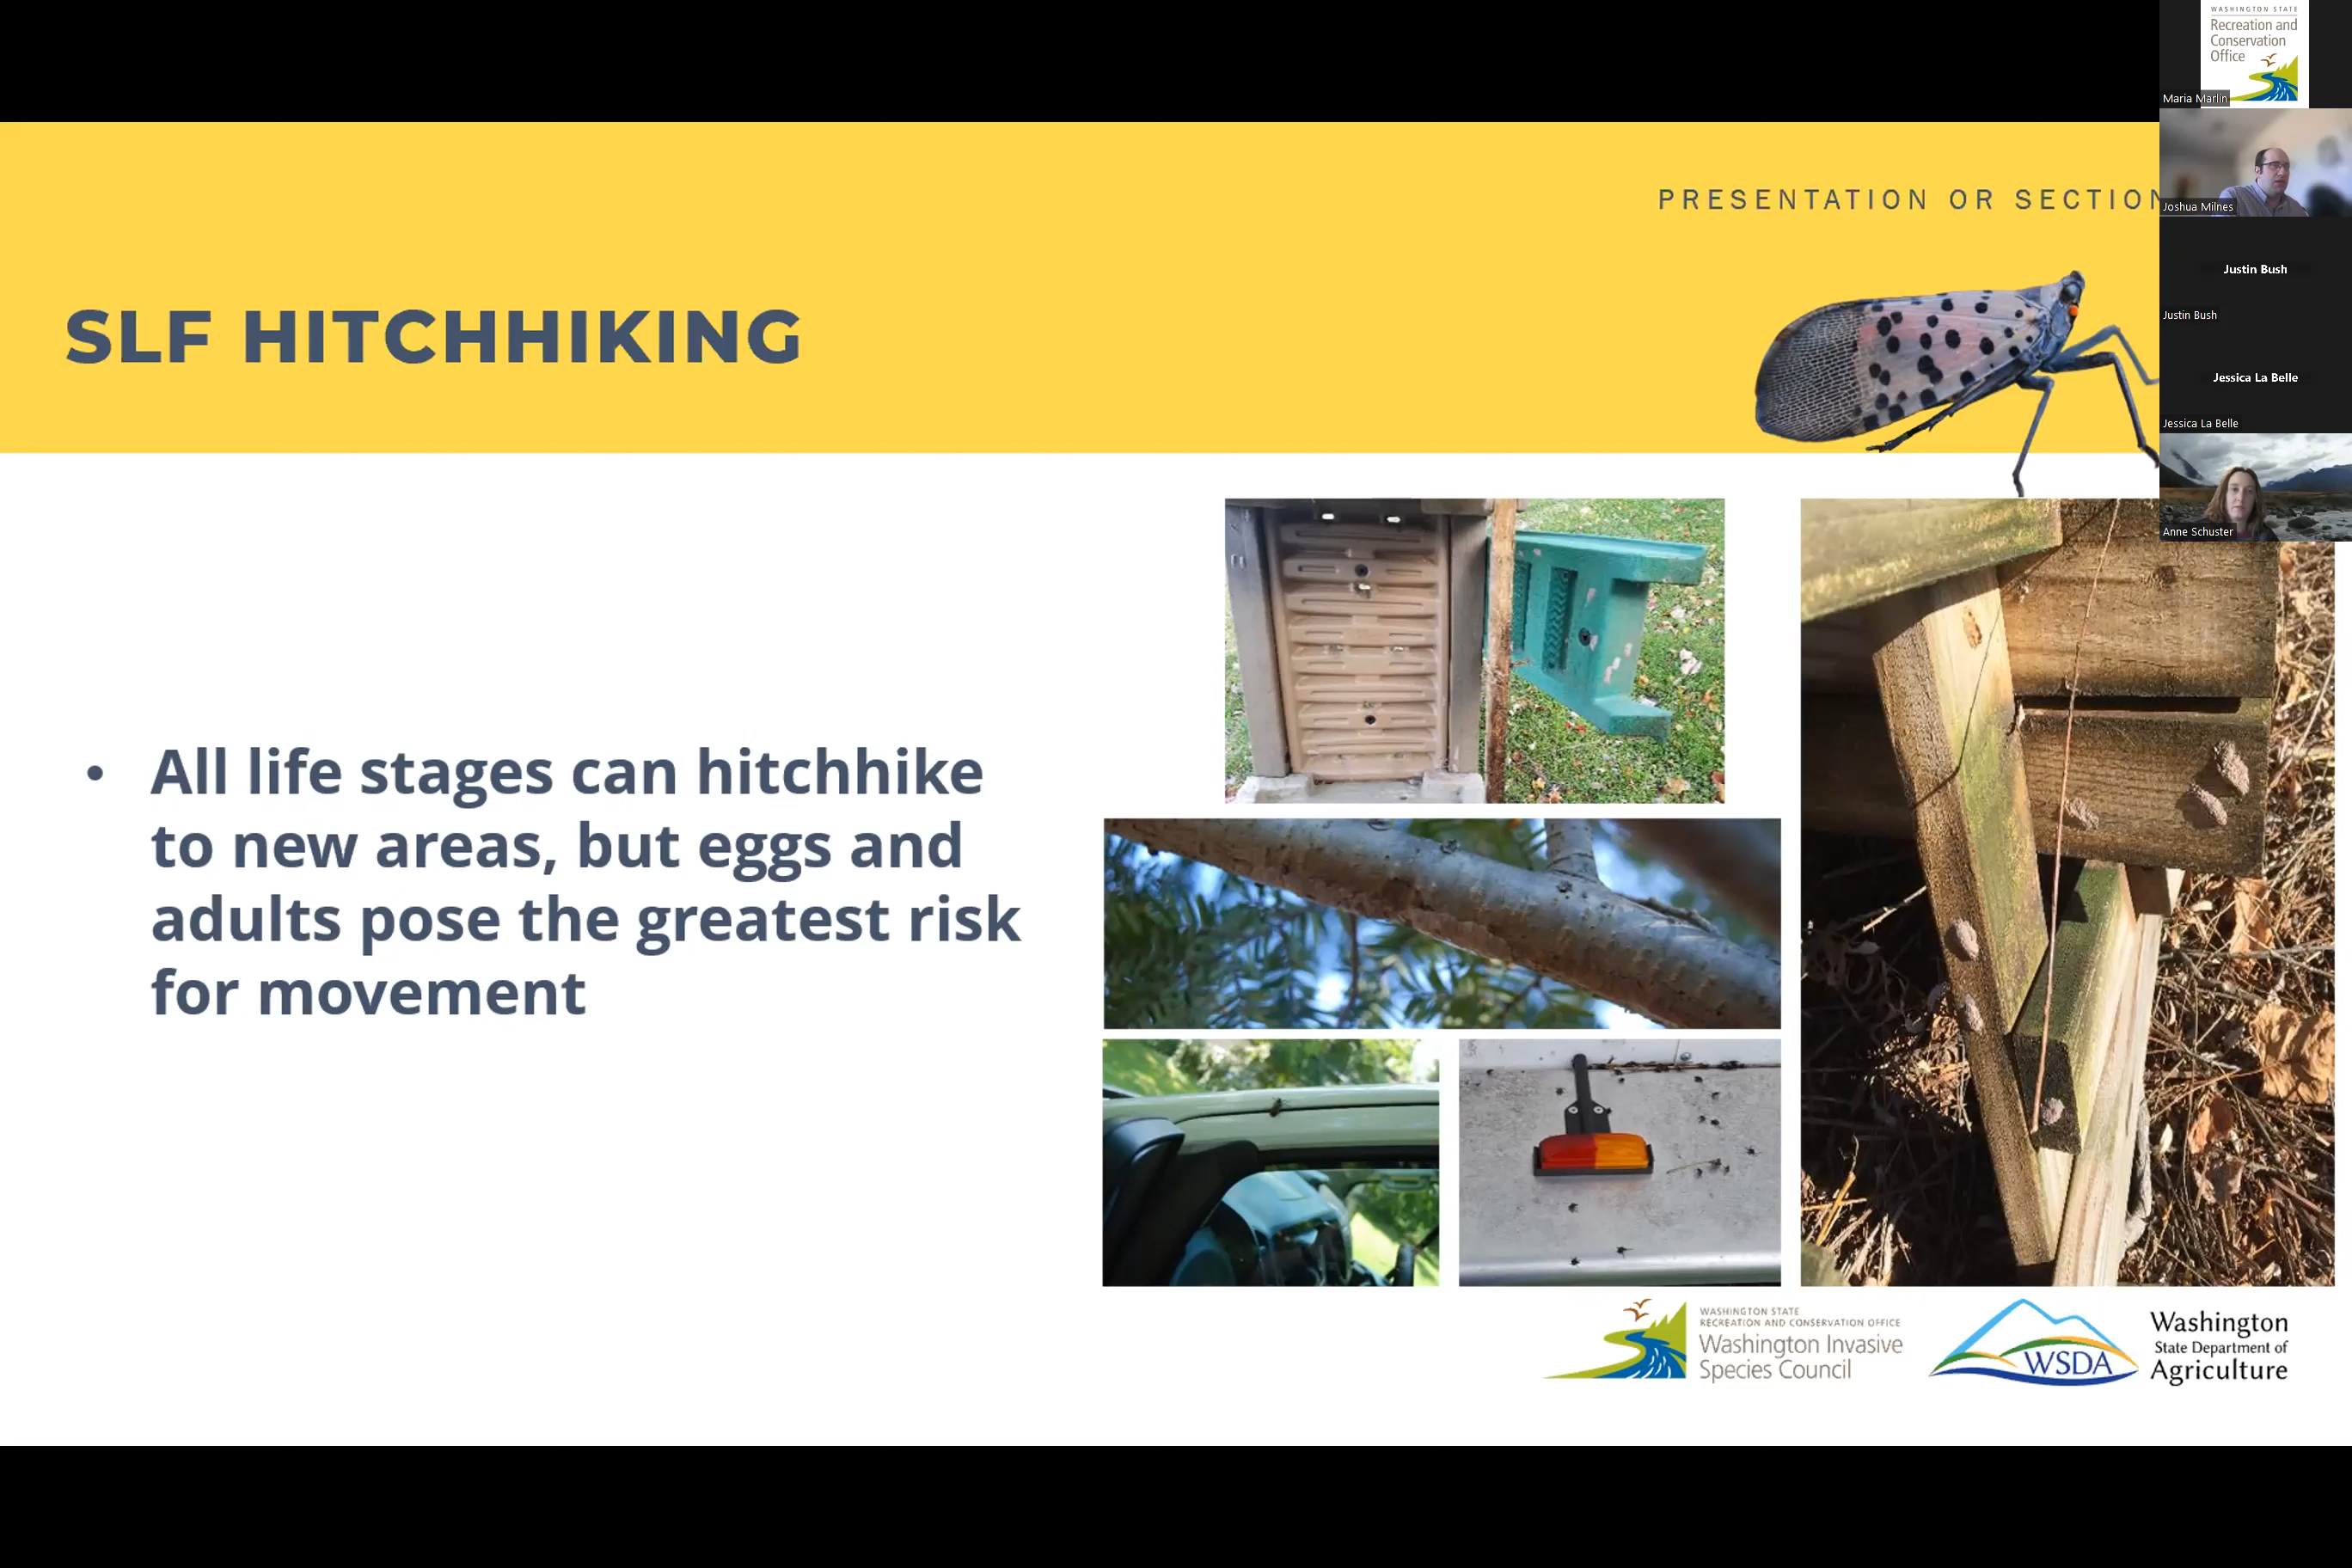 PRESENTATION OR SECTION
SLF HITCHHIKING
• All life stages can hitchhike
to new areas, but eggs and
adults pose the greatest risk
for movement
WASHINGTON STATE
RECREATION AND CONSERVATION OFFICE
Washington Invasive
Species Council
WSDA
Washington
State Department of
Agriculture
WASHINGTON STATE
Recreation and
Conservation
Office
Maria Marlin
Joshua Milnes
Justin Bush
Justin Bush
Jessica La Belle
Jessica La Belle
Anne Schuster